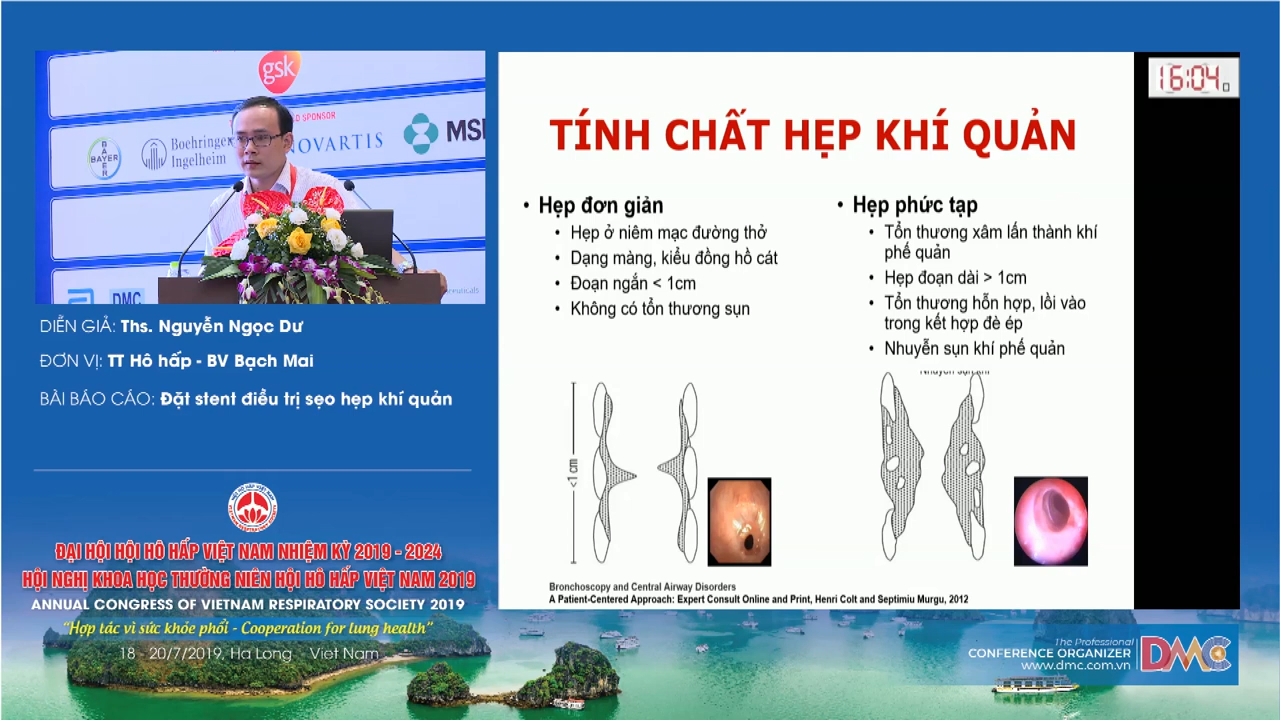 gsk
D SPONSOR
BAYER
BAYER
Boehringer
Ingelheim
NOVARTIS
MSD
DMC
ceuticals
DIỄN GIẢ: Ths. Nguyễn Ngọc Dư
ĐƠN VỊ: TT Hô hấp - BV Bạch Mai
BÀI BÁO CÁO: Đặt stent điều trị sẹo hẹp khí quản
ĐẠI HỘI HỘI HÔ HẤP VIỆT NAM NHIỆM KỲ 2019 - 2024
HỘI NGHỊ KHOA HỌC THƯỜNG NIÊN HỘI HÔ HẤP VIỆT NAM 2019
ANNUAL CONGRESS OF VIETNAM RESPIRATORY SOCIETY 2019
"Hợp tác vì sức khỏe phổi - Cooperation for lung health"
18 - 20/7/2019, Ha Long Viet Nam
TÍNH CHẤT HẸP KHÍ QUẢN
• Hẹp đơn giản
• Hẹp ở niêm mạc đường thở
• Dạng màng, kiểu đồng hồ cát
• Đoạn ngắn < 1cm
• Không có tổn thương sụn
<1 cm
• Hẹp phức tạp
• Tổn thương xâm lấn thành khí
phế quản
• Hẹp đoạn dài > 1cm
• Tổn thương hỗn hợp, lồi vào
trong kết hợp đè ép
• Nhuyễn sụn khí phế quản
Nhuyễn sụn khí
Bronchoscopy and Central Airway Disorders
A Patient-Centered Approach: Expert Consult Online and Print, Henri Colt and Septimiu Murgu, 2012
16:04
The Professional
CONFERENCE ORGANIZER
www.dmc.com.vn
DMC